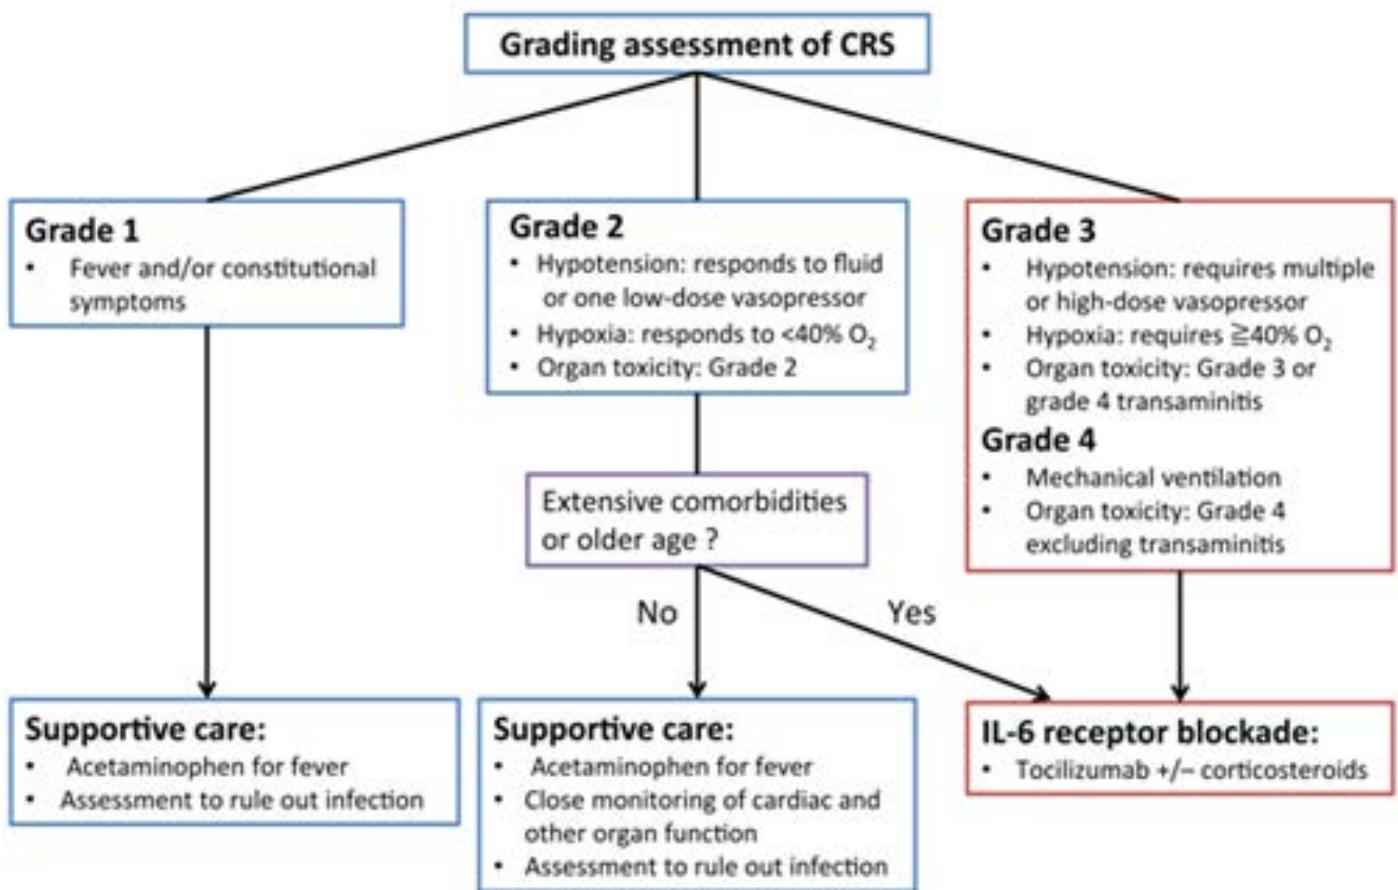 Grading assessment of CRS
Grade 1
• Fever and/or constitutional
symptoms
Grade 2
• Hypotension: responds to fluid
or one low-dose vasopressor
• Hypoxia: responds to <40% O₂
• Organ toxicity: Grade 2
Grade 3
• Hypotension: requires multiple
or high-dose vasopressor
• Hypoxia: requires ≧40% O₂
• Organ toxicity: Grade 3 or
grade 4 transaminitis
Grade 4
• Mechanical ventilation
• Organ toxicity: Grade 4
excluding transaminitis
Extensive comorbidities
or older age ?
No
Yes
Supportive care:
• Acetaminophen for fever
• Assessment to rule out infection
Supportive care:
• Acetaminophen for fever
• Close monitoring of cardiac and
other organ function
• Assessment to rule out infection
IL-6 receptor blockade:
• Tocilizumab +/– corticosteroids